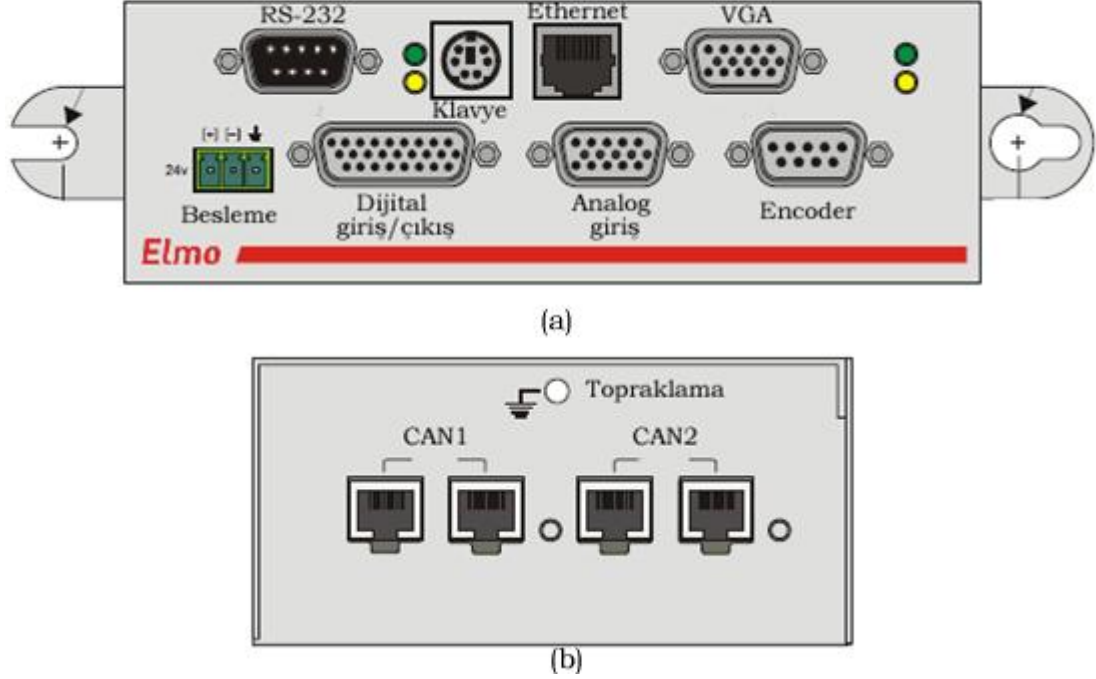 RS-232
Ethernet
VGA
Klavye
[+] [-]
24v
Besleme
Dijital
giriş/çıkış
Analog
giriş
Encoder
Elmo
(a)
Topraklama
CAN1
CAN2
(b)